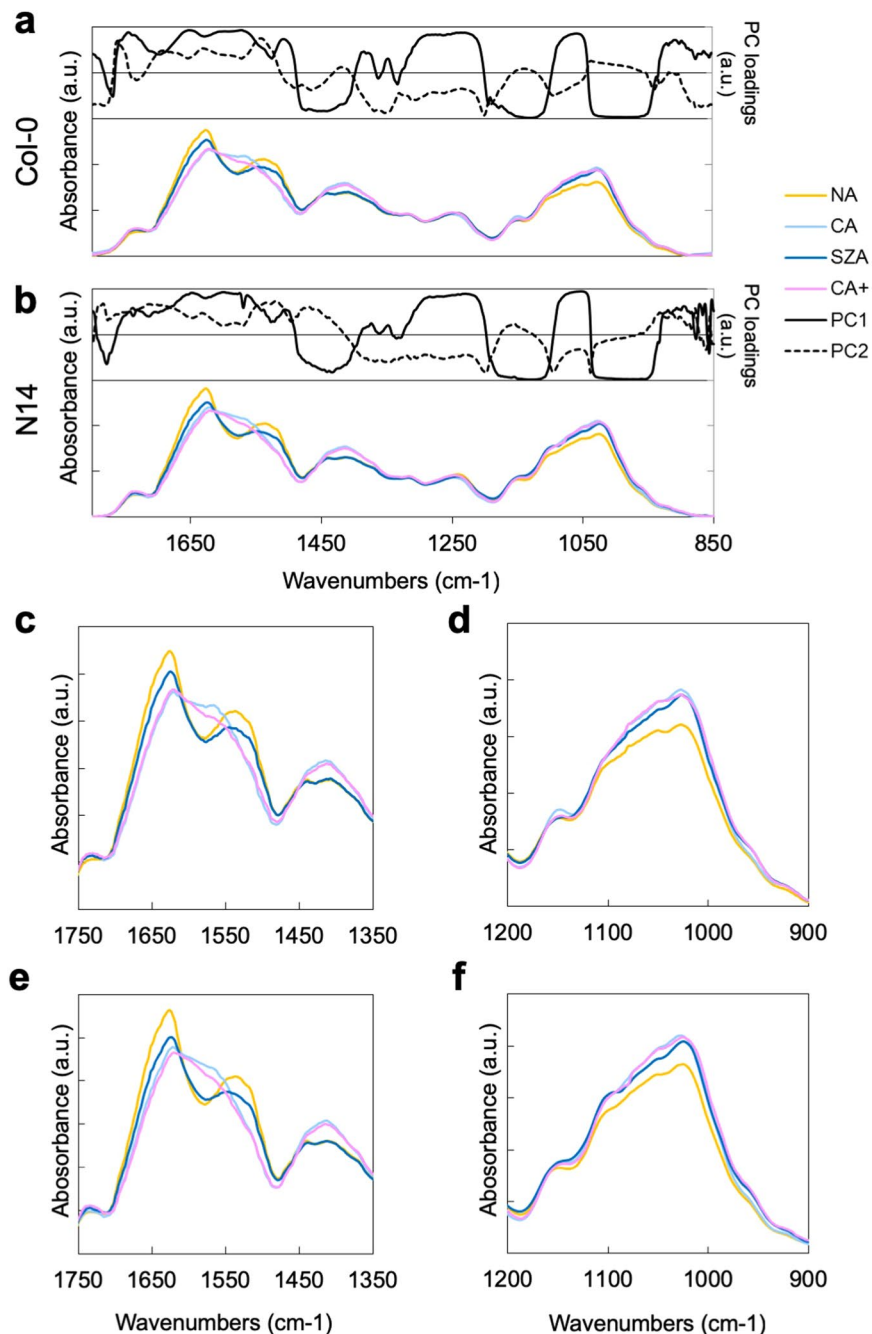 a
Col-0
Absorbance (a.u.)
PC loadings
(a.u.)
NA
CA
SZA
CA+
PC1
PC2
b
N14
Abosorbance (a.u.)
PC loadings
(a.u.)
1650 1450 1250 1050 850
Wavenumbers (cm-1)
c
Absorbance (a.u.)
1750 1650 1550 1450 1350
d
Absorbance (a.u.)
1200 1100 1000 900
e
Abosorbance (a.u.)
1750 1650 1550 1450 1350
Wavenumbers (cm-1)
f
Abosorbance (a.u.)
1200 1100 1000 900
Wavenumbers (cm-1)